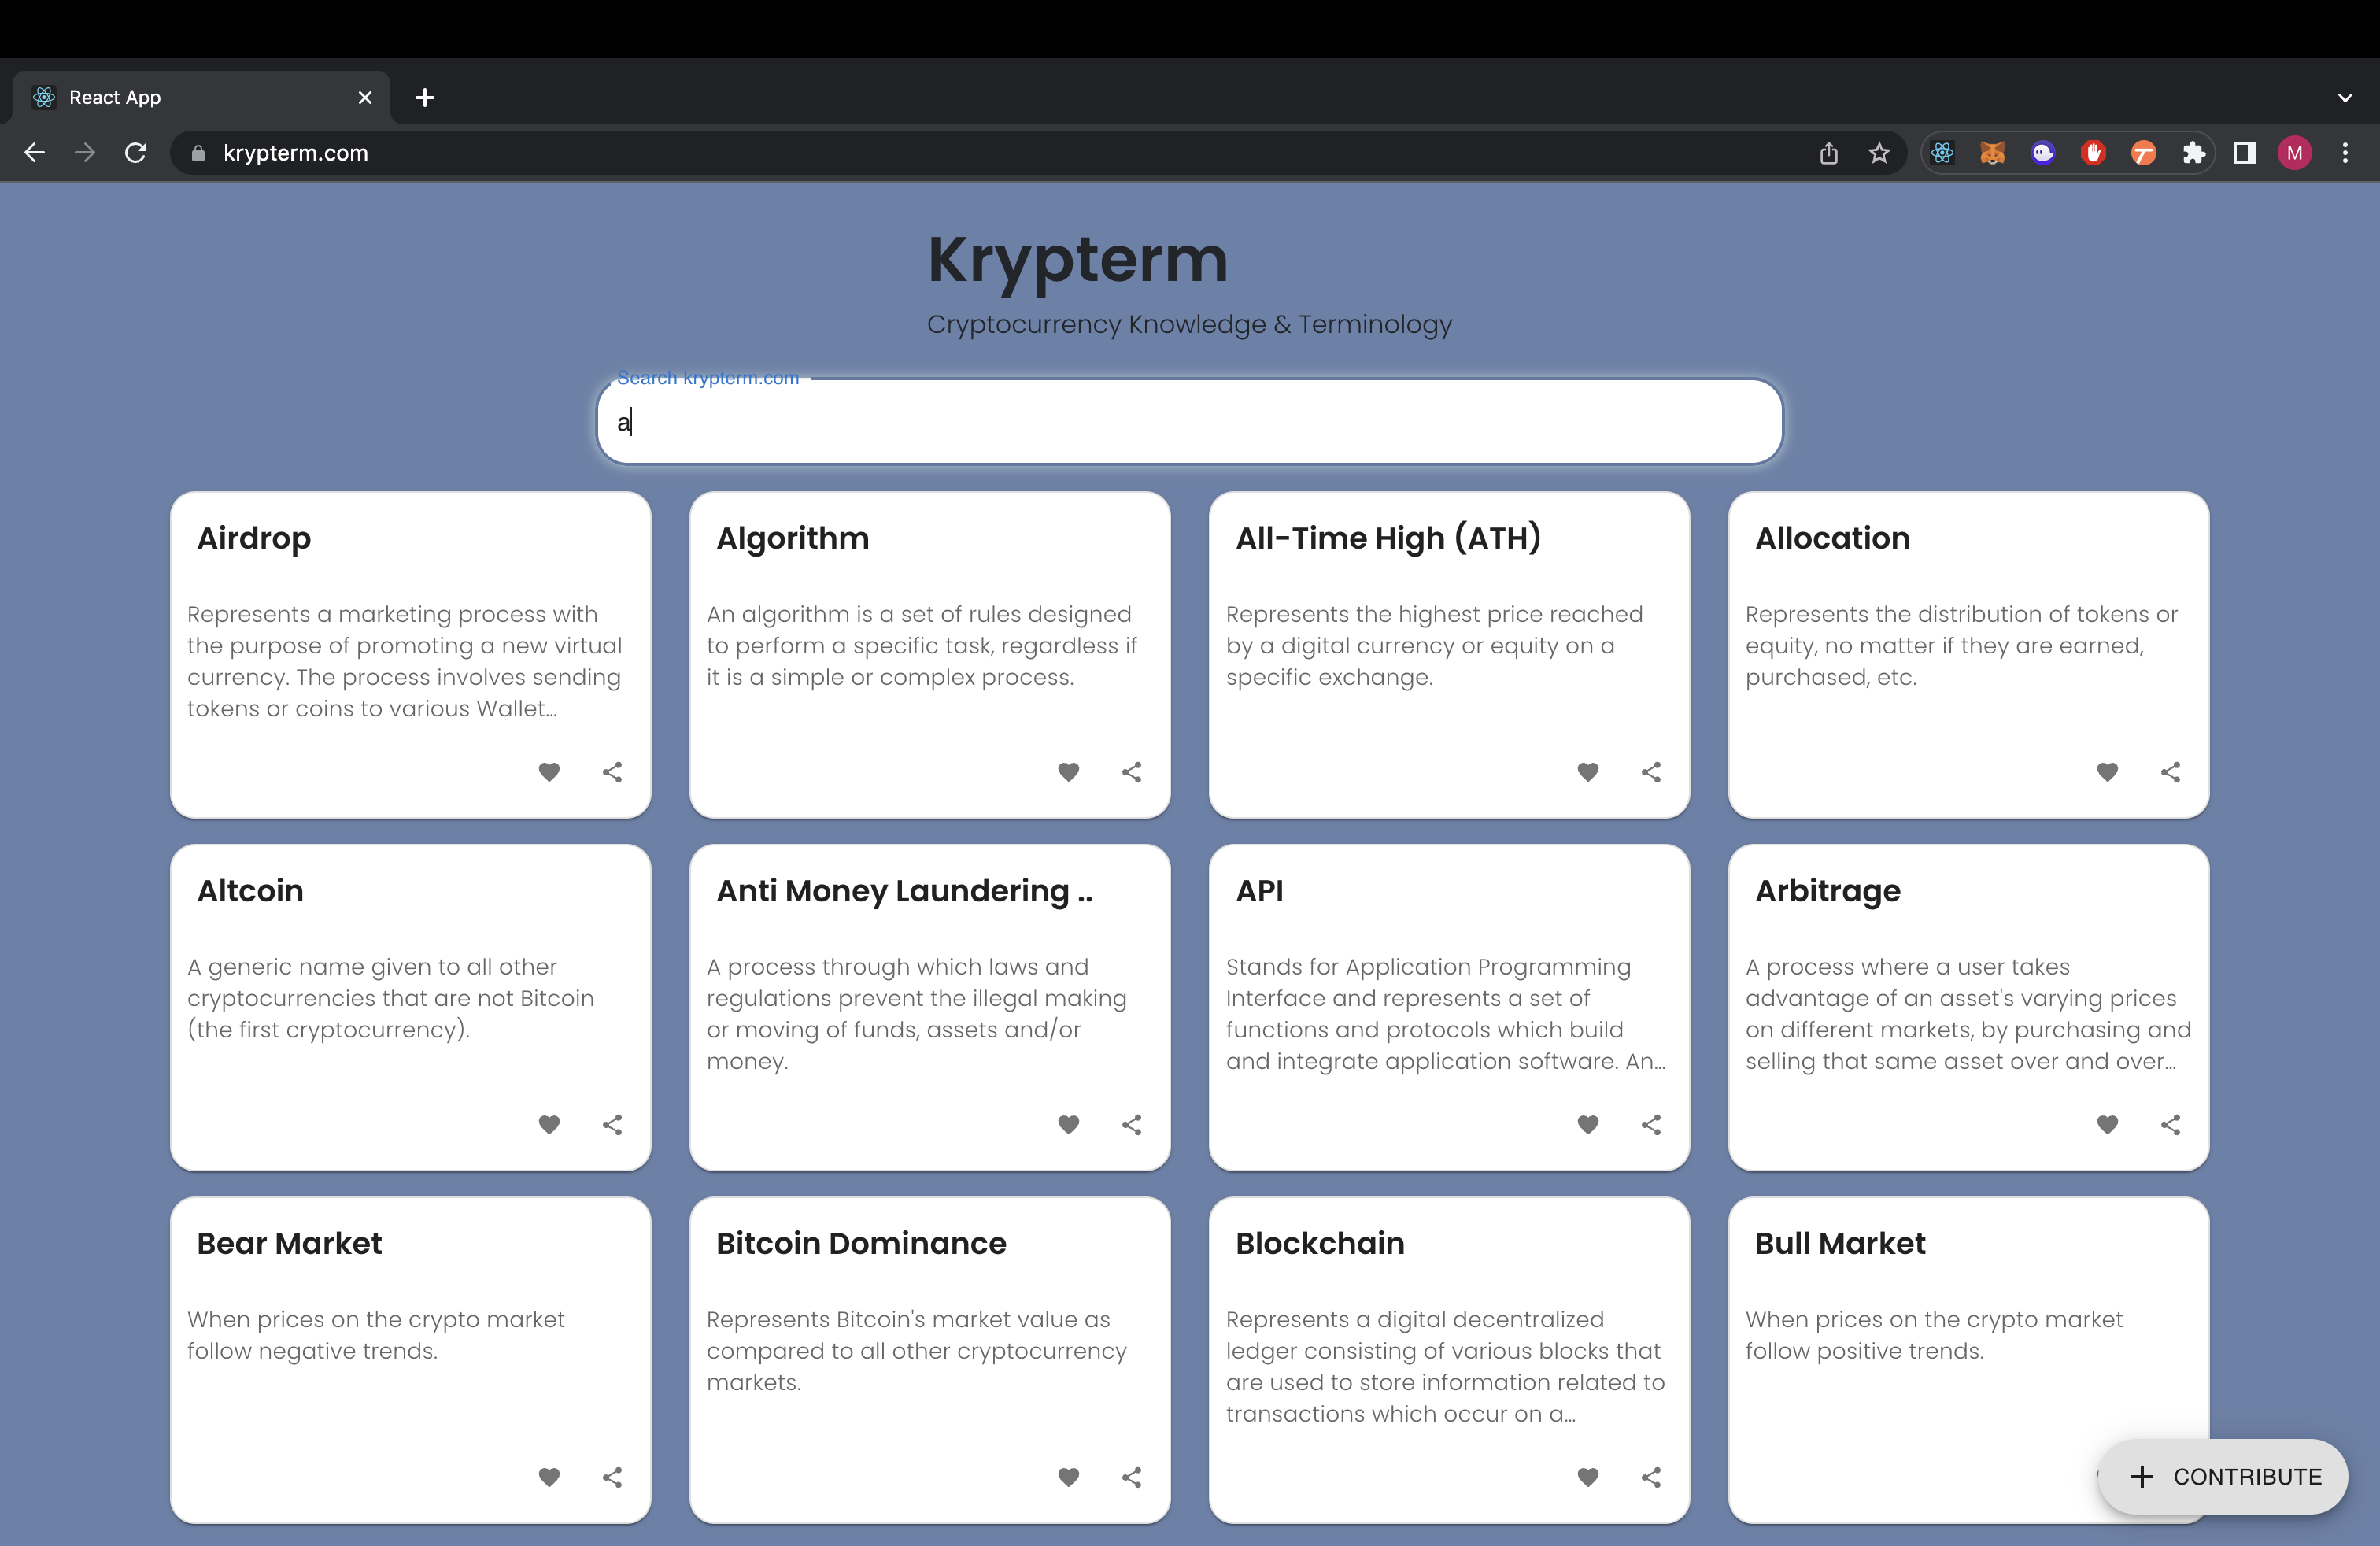 React App
krypterm.com
M
Krypterm
Cryptocurrency Knowledge & Terminology
Search krypterm.com
a
Airdrop
Represents a marketing process with
the purpose of promoting a new virtual
currency. The process involves sending
tokens or coins to various Wallet...
Algorithm
An algorithm is a set of rules designed
to perform a specific task, regardless if
it is a simple or complex process.
All-Time High (ATH)
Represents the highest price reached
by a digital currency or equity on a
specific exchange.
Allocation
Represents the distribution of tokens or
equity, no matter if they are earned,
purchased, etc.
Altcoin
A generic name given to all other
cryptocurrencies that are not Bitcoin
(the first cryptocurrency).
Anti Money Laundering ..
A process through which laws and
regulations prevent the illegal making
or moving of funds, assets and/or
money.
API
Stands for Application Programming
Interface and represents a set of
functions and protocols which build
and integrate application software. An...
Arbitrage
A process where a user takes
advantage of an asset's varying prices
on different markets, by purchasing and
selling that same asset over and over...
Bear Market
When prices on the crypto market
follow negative trends.
Bitcoin Dominance
Represents Bitcoin's market value as
compared to all other cryptocurrency
markets.
Blockchain
Represents a digital decentralized
ledger consisting of various blocks that
are used to store information related to
transactions which occur on a...
Bull Market
When prices on the crypto market
follow positive trends.
+ CONTRIBUTE